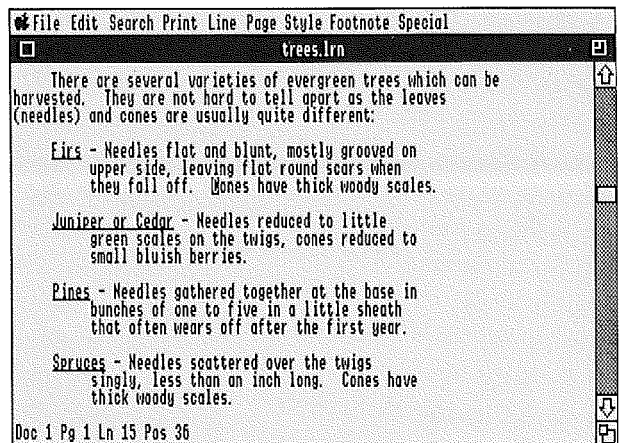 File Edit Search Print Line Page Style Footnote Special
trees.lrn
There are several varieties of evergreen trees which can be
harvested. They are not hard to tell apart as the leaves
(needles) and cones are usually quite different:
Firs - Needles flat and blunt, mostly grooved on
upper side, leaving flat round scars when
they fall off. Cones have thick woody scales.
Juniper or Cedar - Needles reduced to little
green scales on the twigs, cones reduced to
small bluish berries.
Pines - Needles gathered together at the base in
bunches of one to five in a little sheath
that often wears off after the first year.
Spruces - Needles scattered over the twigs
singly, less than an inch long. Cones have
thick woody scales.
Doc 1 Pg 1 Ln 15 Pos 36